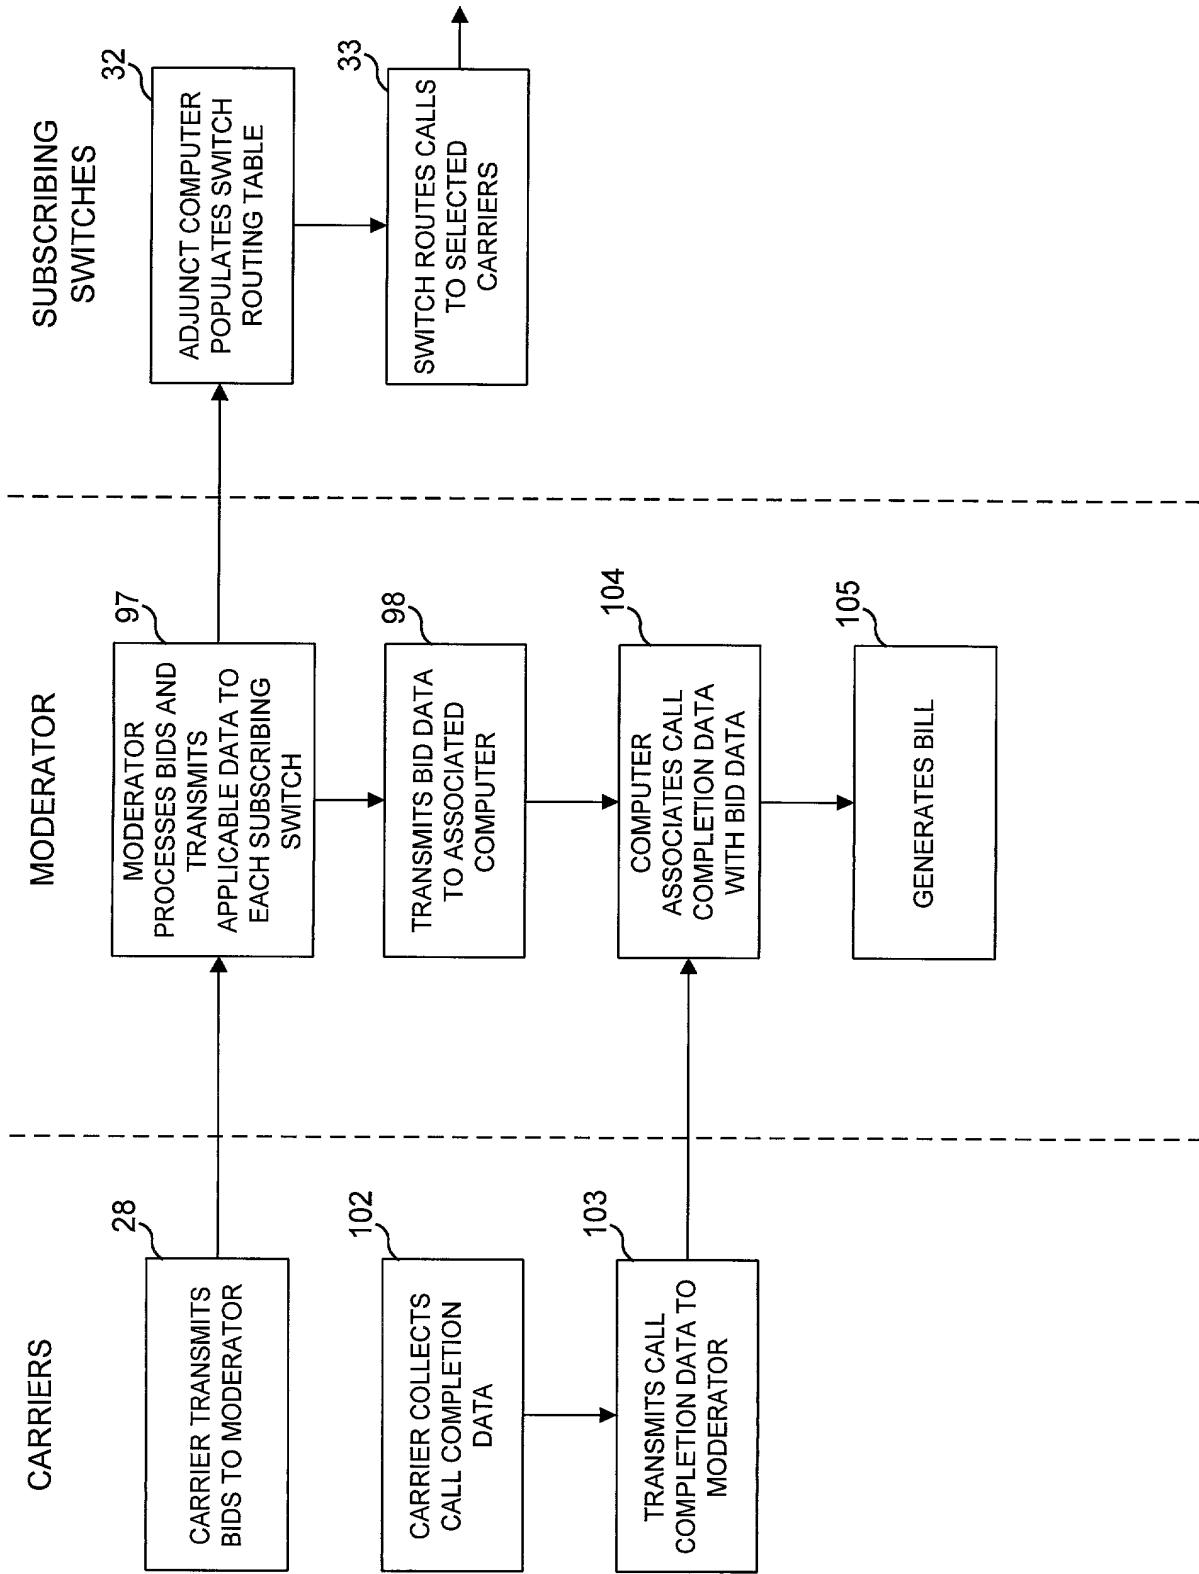 CARRIERS
28
CARRIER TRANSMITS
BIDS TO MODERATOR
102
CARRIER COLLECTS
CALL COMPLETION
DATA
103
TRANSMITS CALL
COMPLETION DATA TO
MODERATOR
MODERATOR
97
MODERATOR
PROCESSES BIDS AND
TRANSMITS
APPLICABLE DATA TO
EACH SUBSCRIBING
SWITCH
98
TRANSMITS BID DATA
TO ASSOCIATED
COMPUTER
104
COMPUTER
ASSOCIATES CALL
COMPLETION DATA
WITH BID DATA
105
GENERATES BILL
SUBSCRIBING
SWITCHES
32
ADJUNCT COMPUTER
POPULATES SWITCH
ROUTING TABLE
33
SWITCH ROUTES CALLS
TO SELECTED
CARRIERS